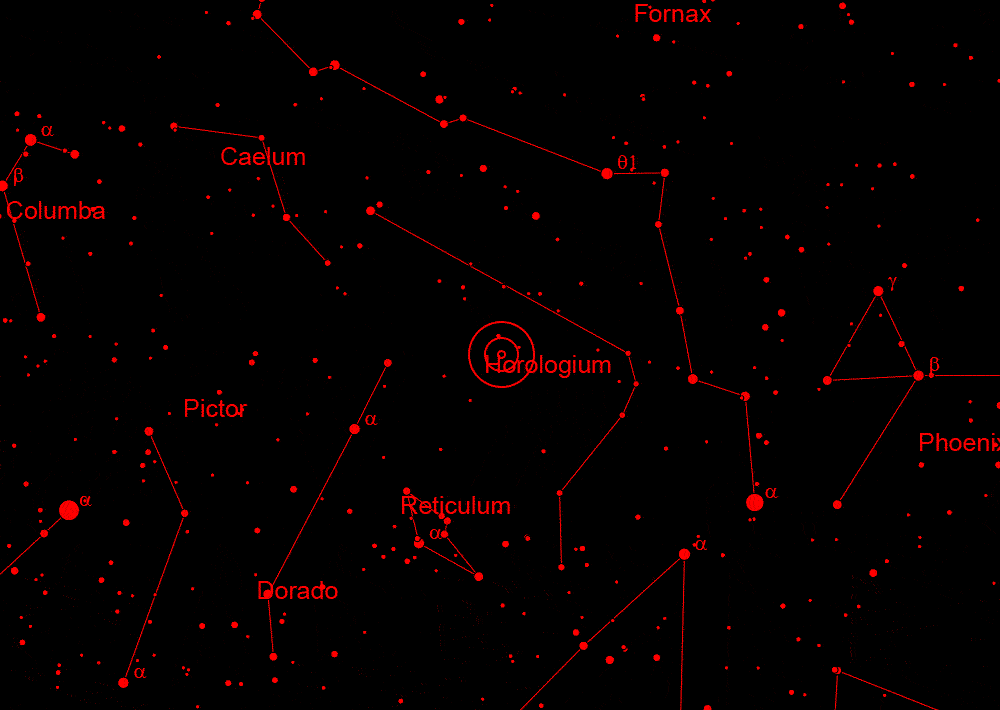 Fornax
α
Caelum
θ1
β
Columba
γ
Horologium
β
Pictor
α
Phoenix
α
α
Reticulum
α
α
Dorado
α